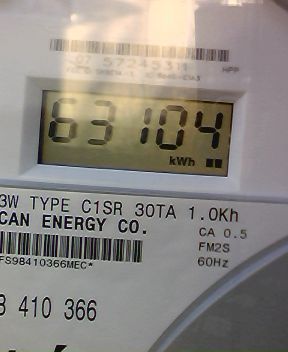 63104
kWh
3W TYPE C1SR 30TA 1.0Kh
CAN ENERGY CO.
CA 0.5
FM2S
60Hz
FS98410366MEC*
410 366